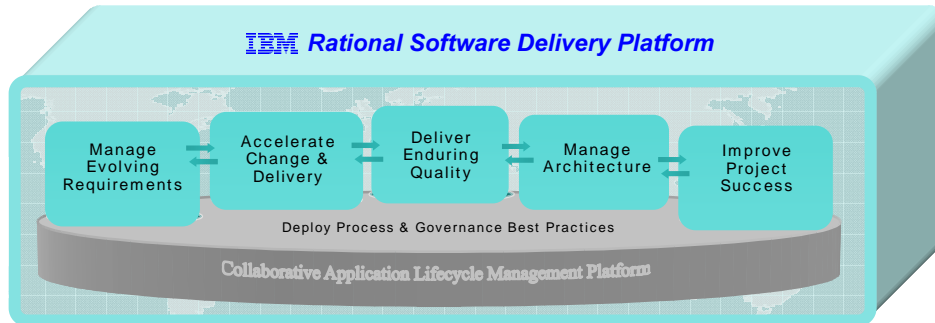 IBM Rational Software Delivery Platform
Manage
Evolving
Requirements
Accelerate
Change &
Delivery
Deliver
Enduring
Quality
Manage
Architecture
Improve
Project
Success
Deploy Process & Governance Best Practices
Collaborative Application Lifecycle Management Platform